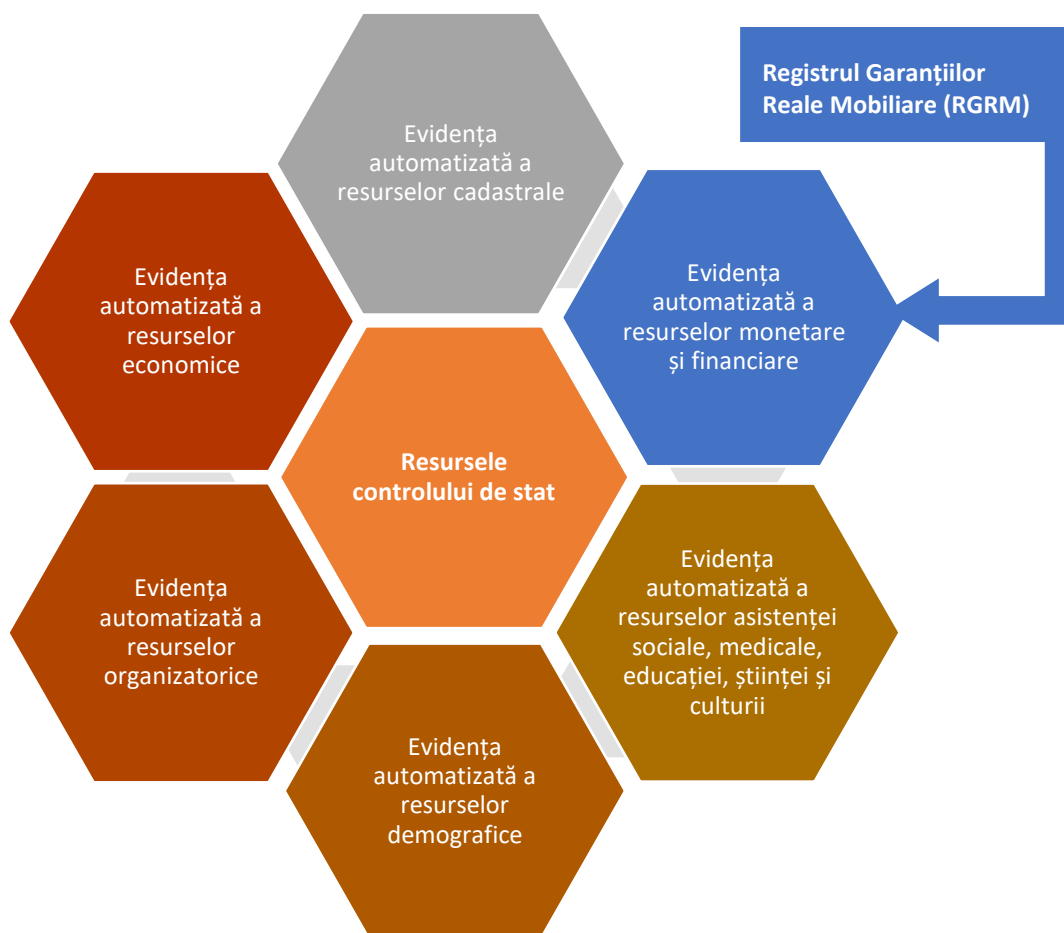 Registrul Garanțiilor
Reale Mobiliare (RGRM)
Evidența
automatizată a
resurselor cadastrale
Evidența
automatizată a
resurselor monetare
și financiare
Evidența
automatizată a
resurselor
economice
Resursele
controlului de stat
Evidența
automatizată a
resurselor asistenței
sociale, medicale,
educației, științei și
culturii
Evidența
automatizată a
resurselor
organizatorice
Evidența
automatizată a
resurselor
demografice